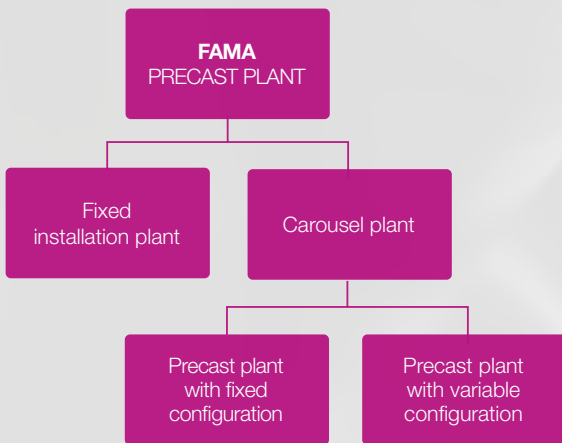 FAMA
PRECAST PLANT
Fixed
installation plant
Carousel plant
Precast plant
with fixed
configuration
Precast plant
with variable
configuration